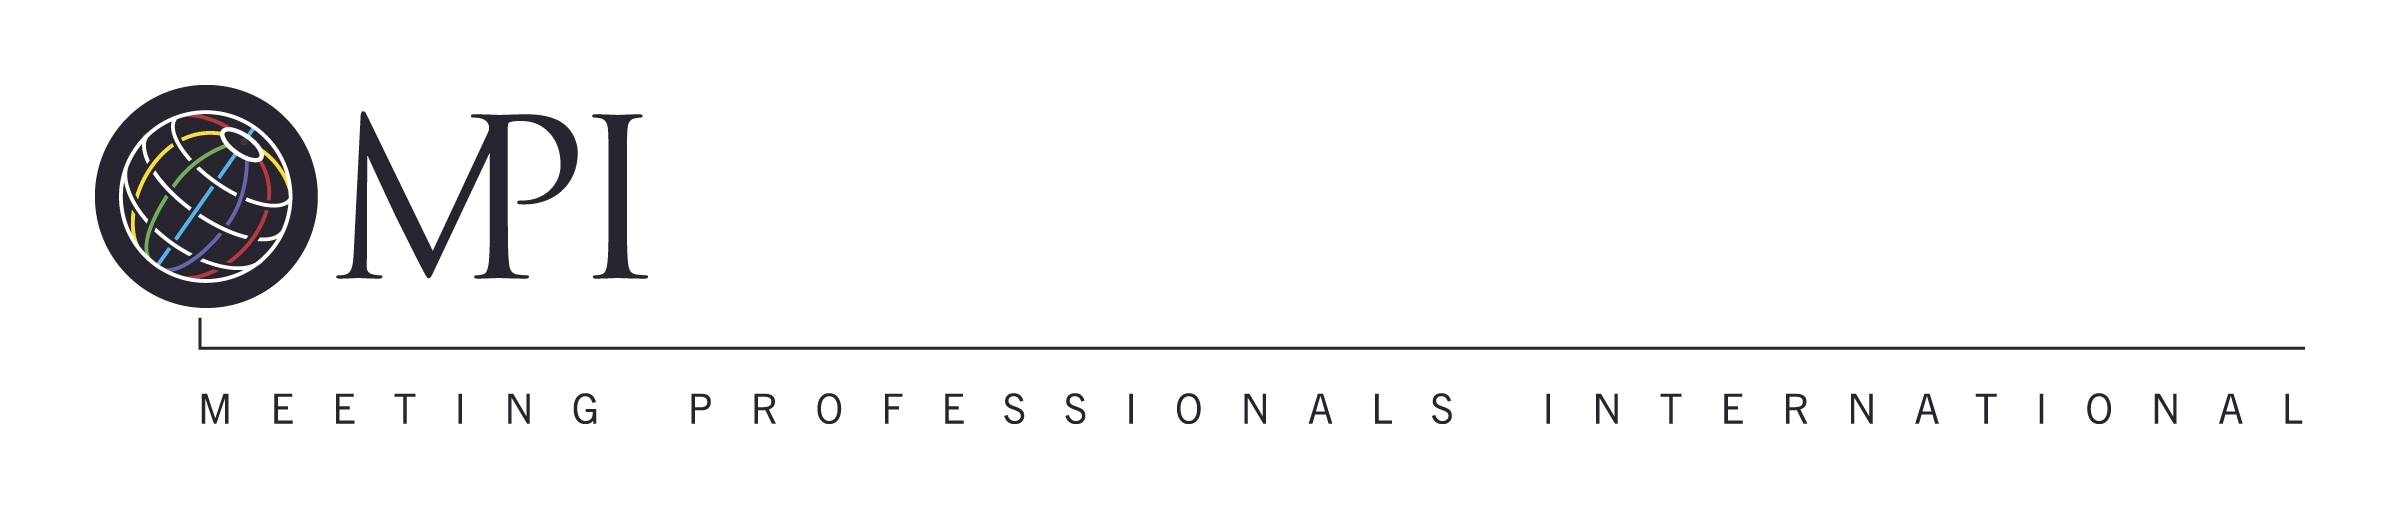 MPI
MEETING PROFESSIONALS INTERNATIONAL